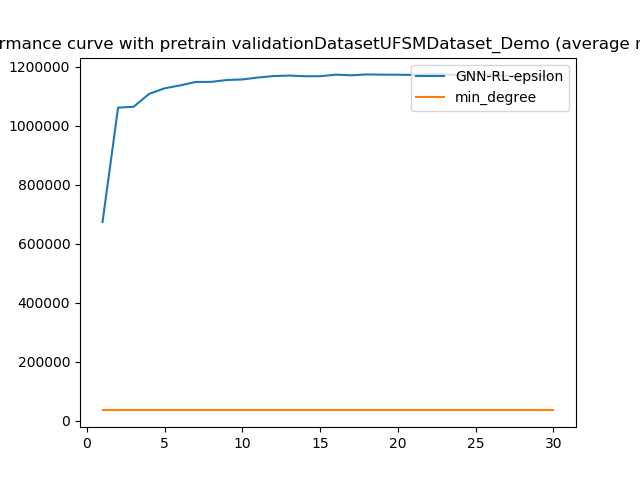 rmance curve with pretrain validationDatasetUFSMDataset_Demo (average
1200000
1000000
800000
600000
400000
200000
0
0 5 10 15 20 25 30
GNN-RL-epsilon
min_degree